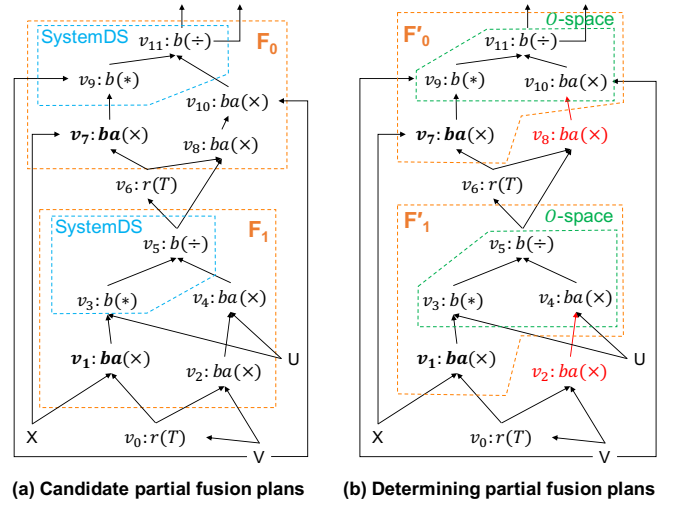 SystemDS
v₁₁: b(÷)
F₀
v₉: b(∗)
v₁₀: ba(×)
v₇: ba(×)
v₈: ba(×)
v₆: r(T)
SystemDS
F₁
v₅: b(÷)
v₃: b(∗)
v₄: ba(×)
U
v₁: ba(×)
v₂: ba(×)
X
v₀: r(T)
V
(a) Candidate partial fusion plans
O-space
F′₀
v₁₁: b(÷)
v₉: b(∗)
v₁₀: ba(×)
v₇: ba(×)
v₈: ba(×)
v₆: r(T)
F′₁
O-space
v₅: b(÷)
v₃: b(∗)
v₄: ba(×)
U
v₁: ba(×)
v₂: ba(×)
X
v₀: r(T)
V
(b) Determining partial fusion plans